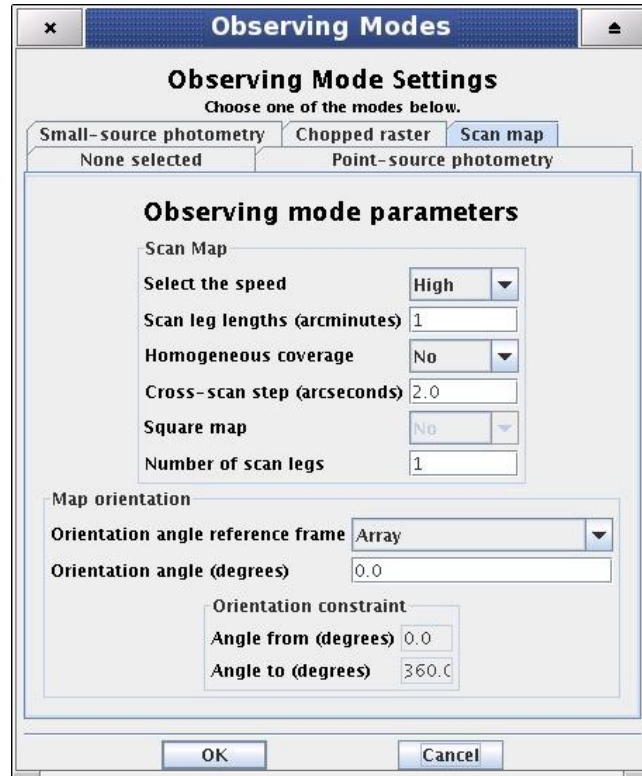 Observing Modes
Observing Mode Settings
Choose one of the modes below.
Small-source photometry Chopped raster Scan map
None selected Point-source photometry
Observing mode parameters
Scan Map
Select the speed High
Scan leg lengths (arcminutes) 1
Homogeneous coverage No
Cross-scan step (arcseconds) 2.0
Square map No
Number of scan legs 1
Map orientation
Orientation angle reference frame Array
Orientation angle (degrees) 0.0
Orientation constraint
Angle from (degrees) 0.0
Angle to (degrees) 360.0
OK Cancel